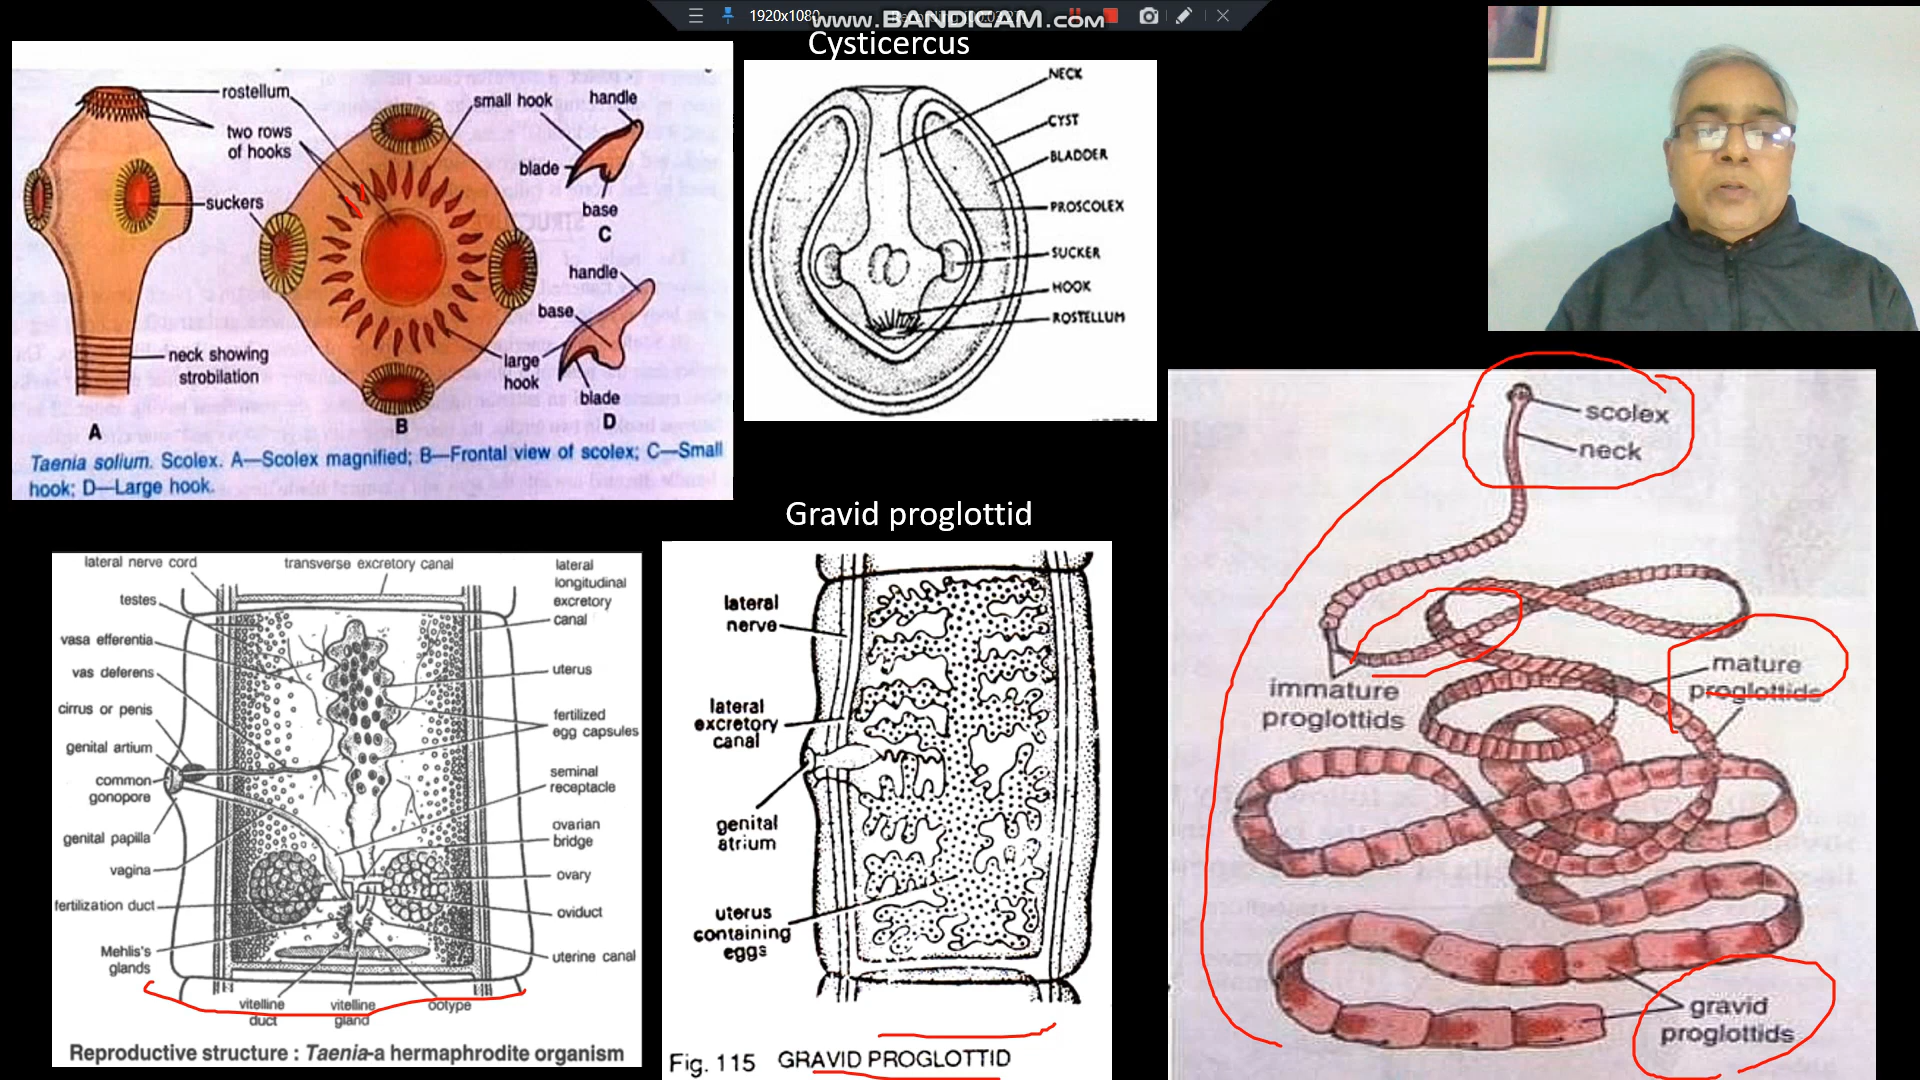 1920x1080
www.BANDICAM.com
Cysticercus
rostellum
two rows
of hooks
suckers
neck showing
strobilation
small hook
handle
blade
base
C
handle
base
large
hook
blade
A
B
D
Taenia solium. Scolex. A—Scolex magnified; B—Frontal view of scolex; C—Small
hook; D—Large hook.
NECK
CYST
BLADDER
PROSCOLEX
SUCKER
HOOK
ROSTELLUM
scolex
neck
immature
proglottids
mature
proglottids
gravid
proglottids
Gravid proglottid
lateral nerve cord
testes
vasa efferentia
vas deferens
cirrus or penis
genital artium
common
gonopore
genital papilla
vagina
fertilization duct
Mehlis's
glands
transverse excretory canal
lateral
longitudinal
excretory
canal
uterus
fertilized
egg capsules
seminal
receptacle
ovarian
bridge
ovary
oviduct
uterine canal
vitelline
duct
vitelline
gland
ootype
Reproductive structure : Taenia-a hermaphrodite organism
lateral
nerve
lateral
excretory
canal
genital
atrium
uterus
containing
eggs
Fig. 115 GRAVID PROGLOTTID